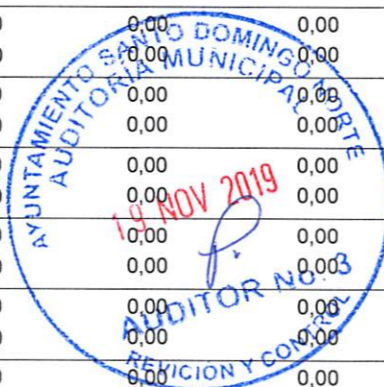 0,00 0,00
0,00 0,00
0,00 0,00
0,00 0,00
0,00 0,00
0,00 0,00
0,00 0,00
0,00 0,00
0,00 0,00
0,00 0,00
0,00 0,00
AYUNTAMIENTO SANTO DOMINGO NORTE
AUDITORIA MUNICIPAL
19 NOV 2019
AUDITOR NO. 3
REVICION Y CONTROL